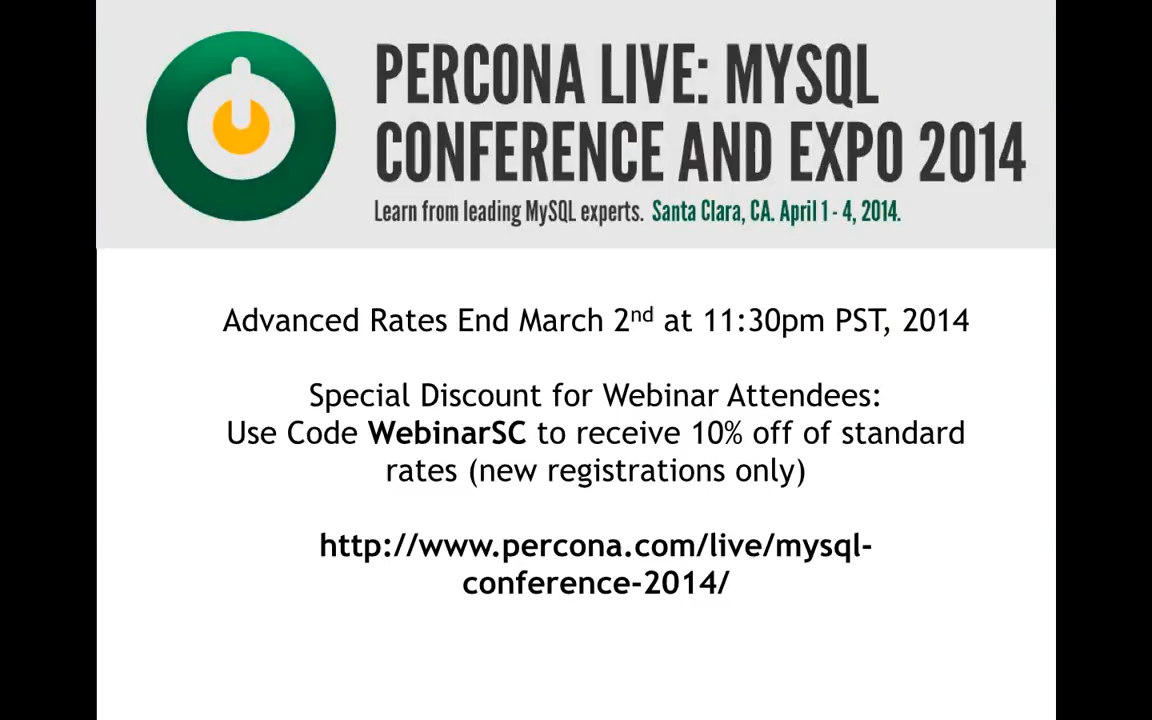 PERCONA LIVE: MYSQL
CONFERENCE AND EXPO 2014
Learn from leading MySQL experts. Santa Clara, CA. April 1 - 4, 2014.
Advanced Rates End March 2nd at 11:30pm PST, 2014
Special Discount for Webinar Attendees:
Use Code WebinarSC to receive 10% off of standard
rates (new registrations only)
http://www.percona.com/live/mysql-
conference-2014/